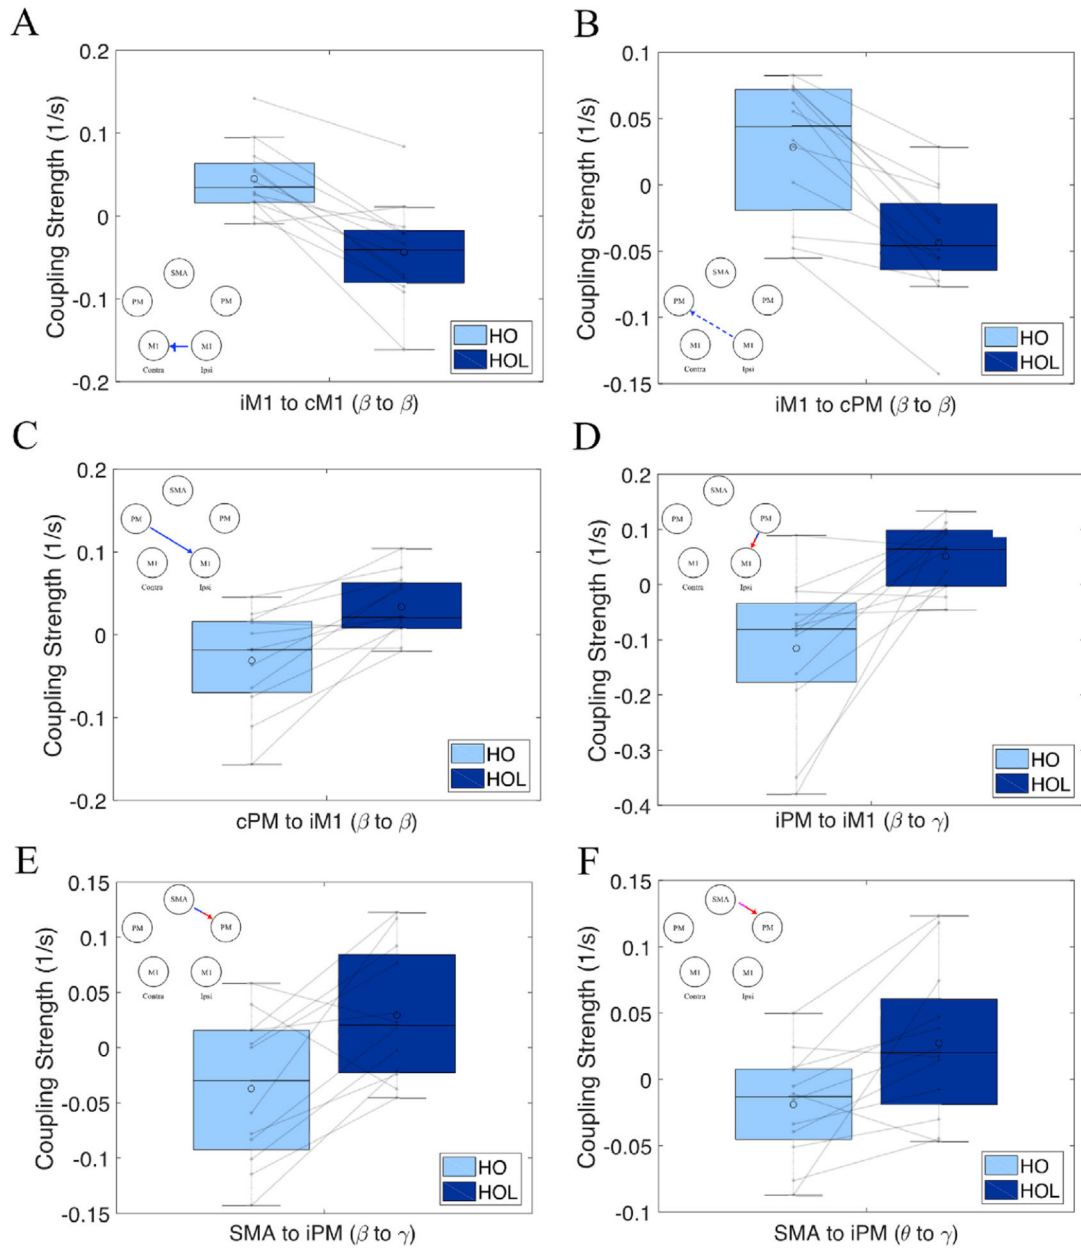 A
Coupling Strength (1/s)
0.2
0.1
0
-0.1
-0.2
SMA
PM
PM
M1
M1
Contra
Ipsi
HO
HOL
iM1 to cM1 (β to β)
B
Coupling Strength (1/s)
0.1
0.05
0
-0.05
-0.1
-0.15
SMA
PM
PM
M1
M1
Contra
Ipsi
HO
HOL
iM1 to cPM (β to β)
C
Coupling Strength (1/s)
0.2
0.1
0
-0.1
-0.2
SMA
PM
PM
M1
M1
Contra
Ipsi
HO
HOL
cPM to iM1 (β to β)
D
Coupling Strength (1/s)
0.2
0.1
0
-0.1
-0.2
-0.3
-0.4
SMA
PM
PM
M1
M1
Contra
Ipsi
HO
HOL
iPM to iM1 (β to γ)
E
Coupling Strength (1/s)
0.15
0.1
0.05
0
-0.05
-0.1
-0.15
SMA
PM
PM
M1
M1
Contra
Ipsi
HO
HOL
SMA to iPM (β to γ)
F
Coupling Strength (1/s)
0.15
0.1
0.05
0
-0.05
-0.1
SMA
PM
PM
M1
M1
Contra
Ipsi
HO
HOL
SMA to iPM (θ to γ)